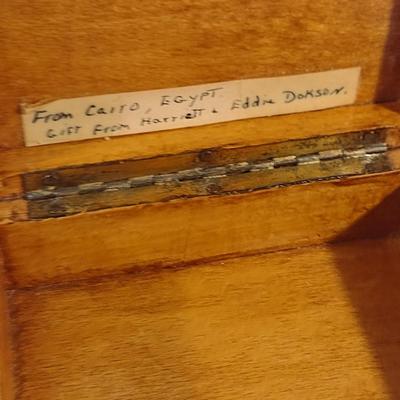 From Cairo, EGYPT.
Gift From Harriett & Eddie Dokson.